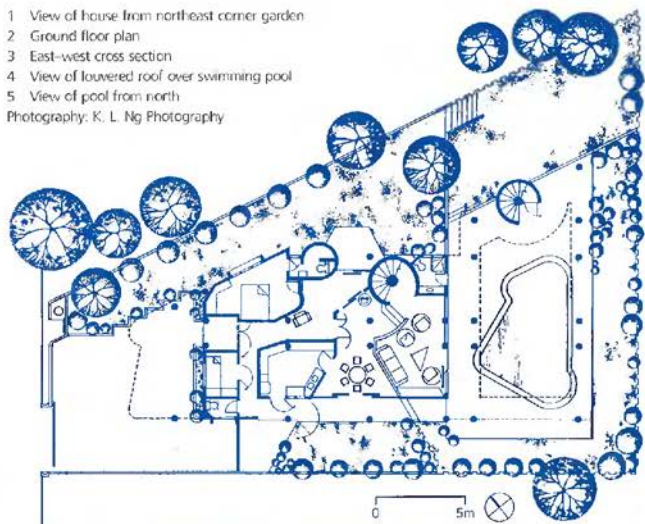 1 View of house from northeast corner garden
2 Ground floor plan
3 East-west cross section
4 View of louvered roof over swimming pool
5 View of pool from north
Photography: K. L. Ng Photography
0 5m